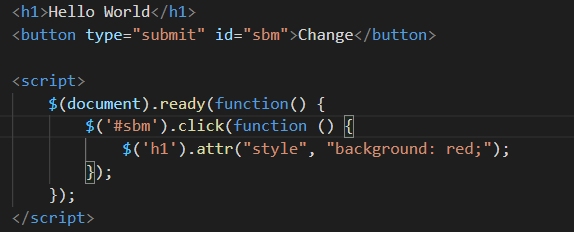 <h1>Hello World</h1>
<button type="submit" id="sbm">Change</button>
<script>
$(document).ready(function() {
$('#sbm').click(function () {
$('h1').attr("style", "background: red;");
});
});
</script>